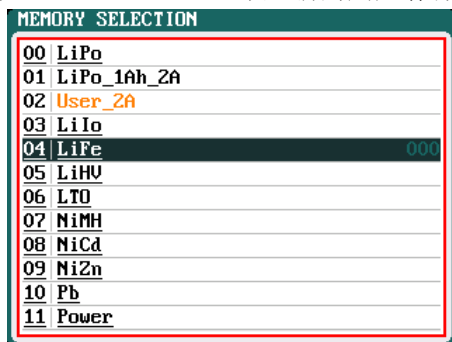 MEMORY SELECTION
00 LiPo
01 LiPo_1Ah_2A
02 User_2A
03 LiIo
04 LiFe 000
05 LiHV
06 LTO
07 NiMH
08 NiCd
09 NiZn
10 Pb
11 Power